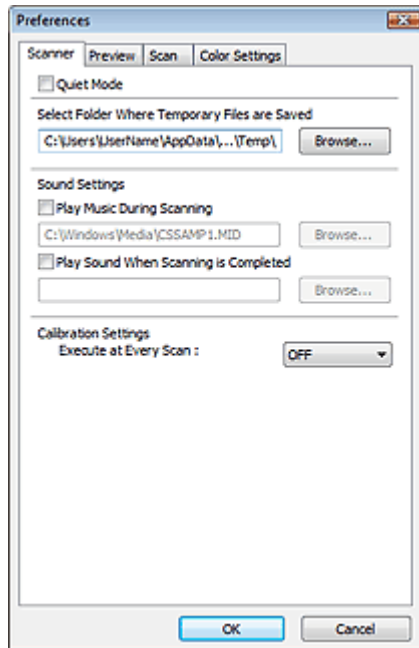 Preferences
Scanner Preview Scan Color Settings
Quiet Mode
Select Folder Where Temporary Files are Saved
C:\Users\UserName\AppData\,...\Temp\, Browse...
Sound Settings
Play Music During Scanning
C:\Windows\Media\CSSAMP1.MID Browse...
Play Sound When Scanning is Completed
Browse...
Calibration Settings
Execute at Every Scan : OFF
OK Cancel